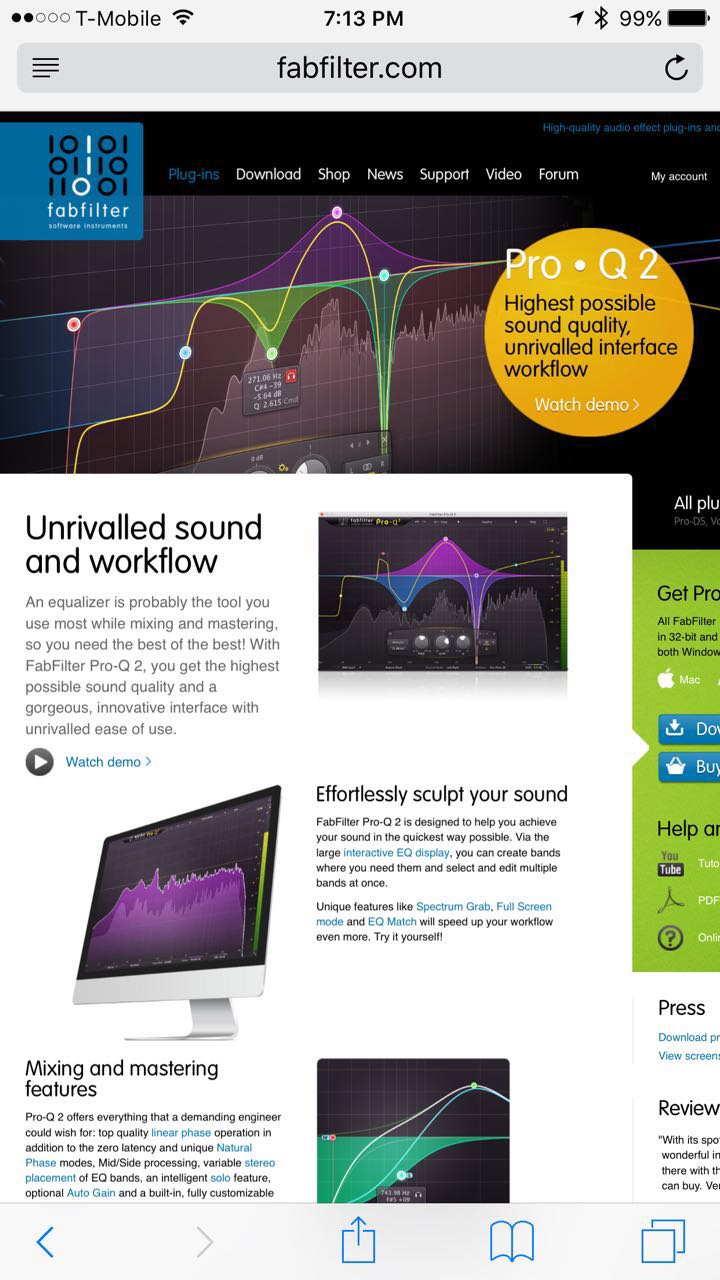 T-Mobile
7:13 PM
99%
fabfilter.com
High-quality audio effect plug-ins and
fabfilter
software instruments
Plug-ins Download Shop News Support Video Forum
My account
Pro • Q 2
Highest possible
sound quality,
unrivalled interface
workflow
Watch demo >
271.06 Hz
C#4 -39
-5.64 dB
Q: 2.615 Cmd
0 dB
L
R
All plu
Pro-DS, Vo
Unrivalled sound
and workflow
An equalizer is probably the tool you
use most while mixing and mastering,
so you need the best of the best! With
FabFilter Pro-Q 2, you get the highest
possible sound quality and a
gorgeous, innovative interface with
unrivalled ease of use.
Watch demo >
fabfilter Pro·Q²
Effortlessly sculpt your sound
FabFilter Pro-Q 2 is designed to help you achieve
your sound in the quickest way possible. Via the
large interactive EQ display, you can create bands
where you need them and select and edit multiple
bands at once.
Unique features like Spectrum Grab, Full Screen
mode and EQ Match will speed up your workflow
even more. Try it yourself!
Mixing and mastering
features
Pro-Q 2 offers everything that a demanding engineer
could wish for: top quality linear phase operation in
addition to the zero latency and unique Natural
Phase modes, Mid/Side processing, variable stereo
placement of EQ bands, an intelligent solo feature,
optional Auto Gain and a built-in, fully customizable
743.98 Hz
F#5 +09
Get Pro
All FabFilter
in 32-bit and
both Window
Mac
Dov
Buy
Help an
You
Tube
Tuto
PDF
Onli
Press
Download pr
View screens
Review
"With its spo
wonderful in
there with th
can buy. Ver